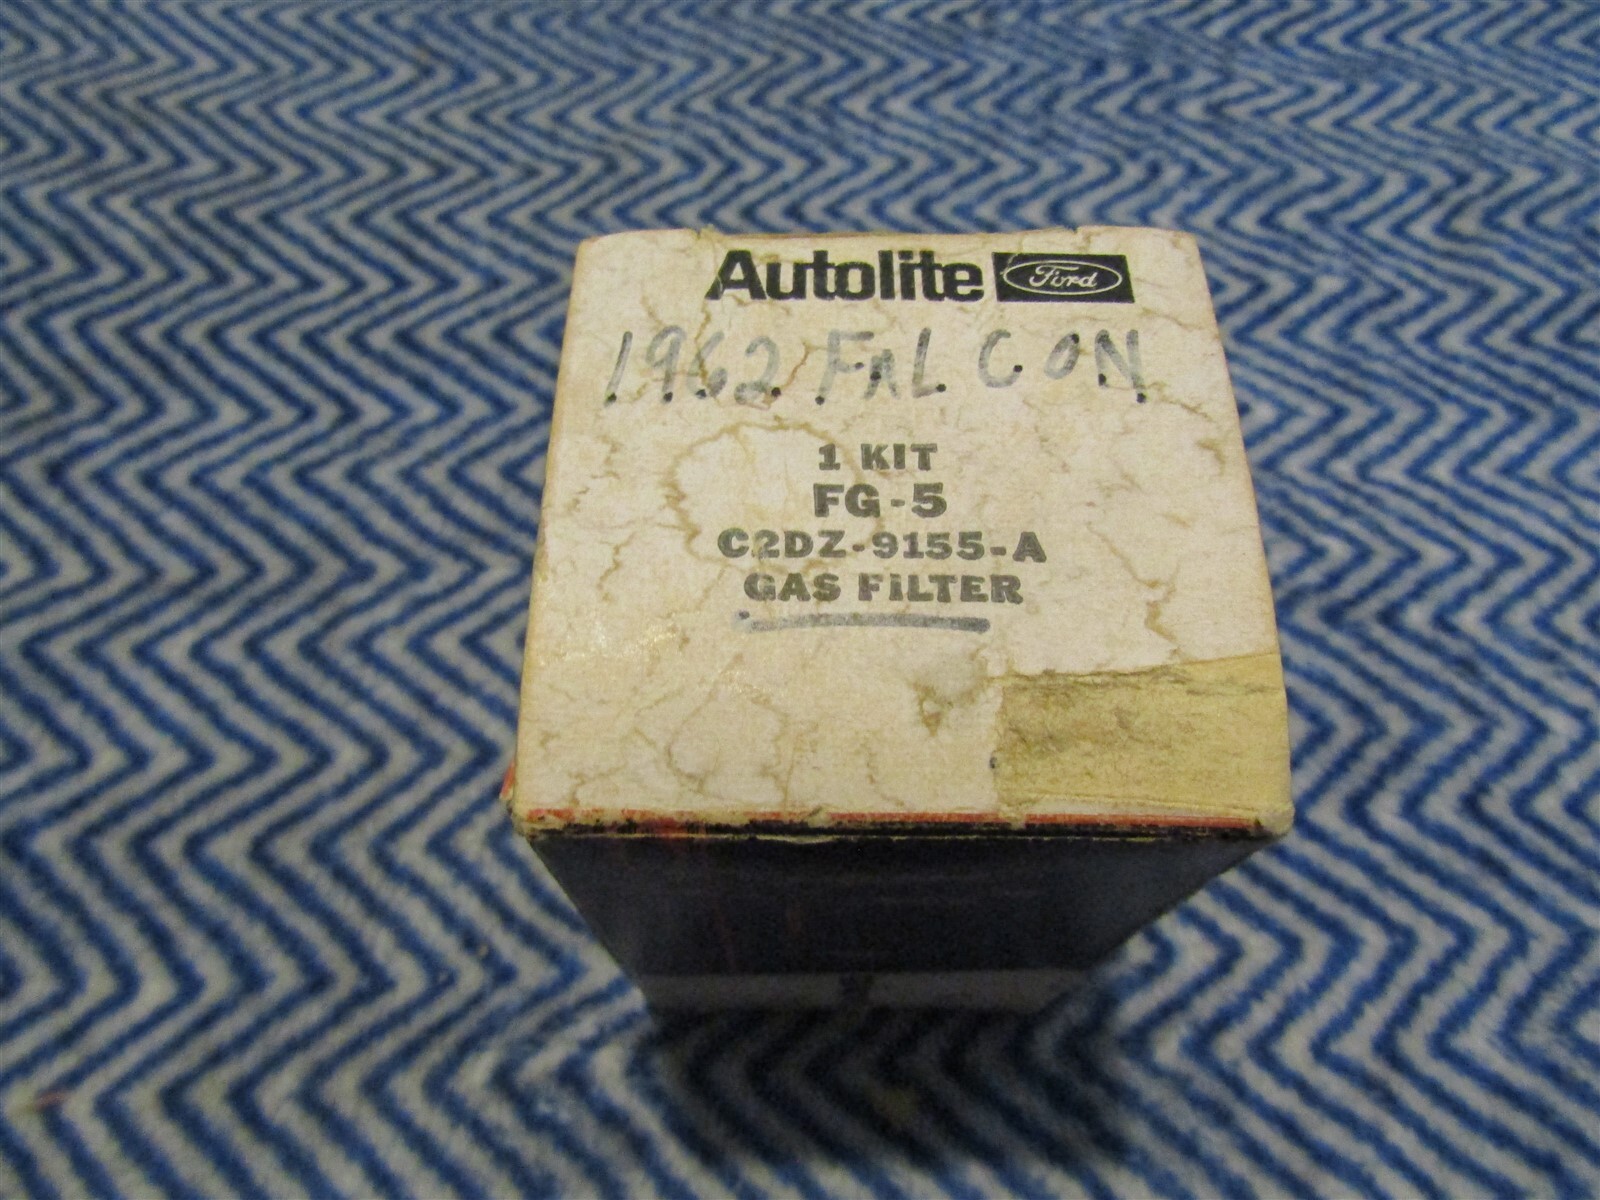 Autolite Ford
1962 FALCON
1 KIT
FG-5
C2DZ-9155-A
GAS FILTER